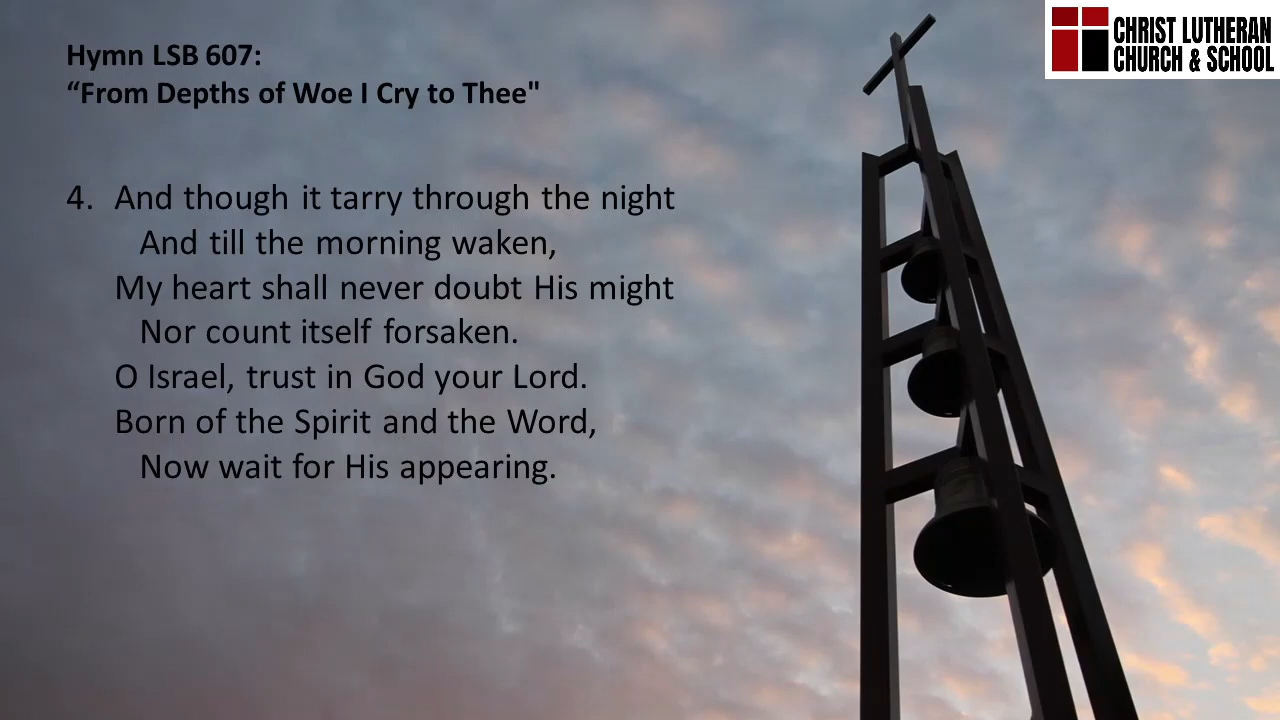 Hymn LSB 607:
“From Depths of Woe I Cry to Thee"
CHRIST LUTHERAN
CHURCH & SCHOOL
4. And though it tarry through the night
And till the morning waken,
My heart shall never doubt His might
Nor count itself forsaken.
O Israel, trust in God your Lord.
Born of the Spirit and the Word,
Now wait for His appearing.